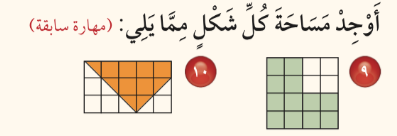 أَوْجِدْ مَسَاحَةَ كُلِّ شَكْلٍ مِمَّا يَلِي: (مهارة سابقة)
٩
١٠